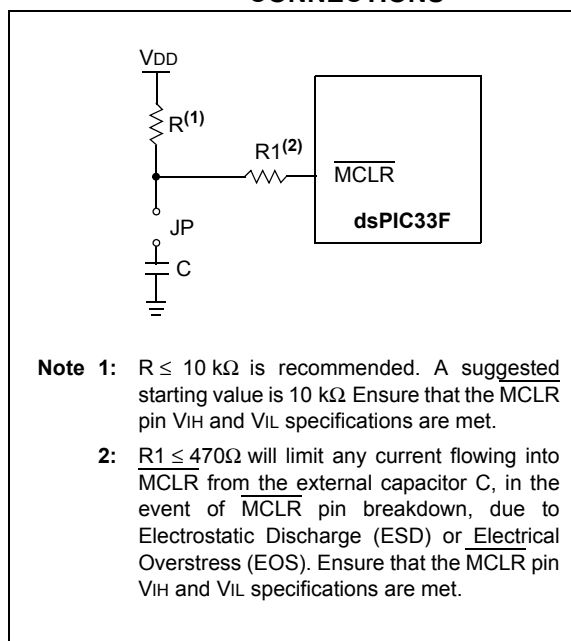 CONNECTIONS
VDD
R(1)
R1(2)
MCLR
dsPIC33F
JP
C
Note 1: R ≤ 10 kΩ is recommended. A suggested
starting value is 10 kΩ Ensure that the MCLR
pin VIH and VIL specifications are met.
2: R1 ≤ 470Ω will limit any current flowing into
MCLR from the external capacitor C, in the
event of MCLR pin breakdown, due to
Electrostatic Discharge (ESD) or Electrical
Overstress (EOS). Ensure that the MCLR pin
VIH and VIL specifications are met.